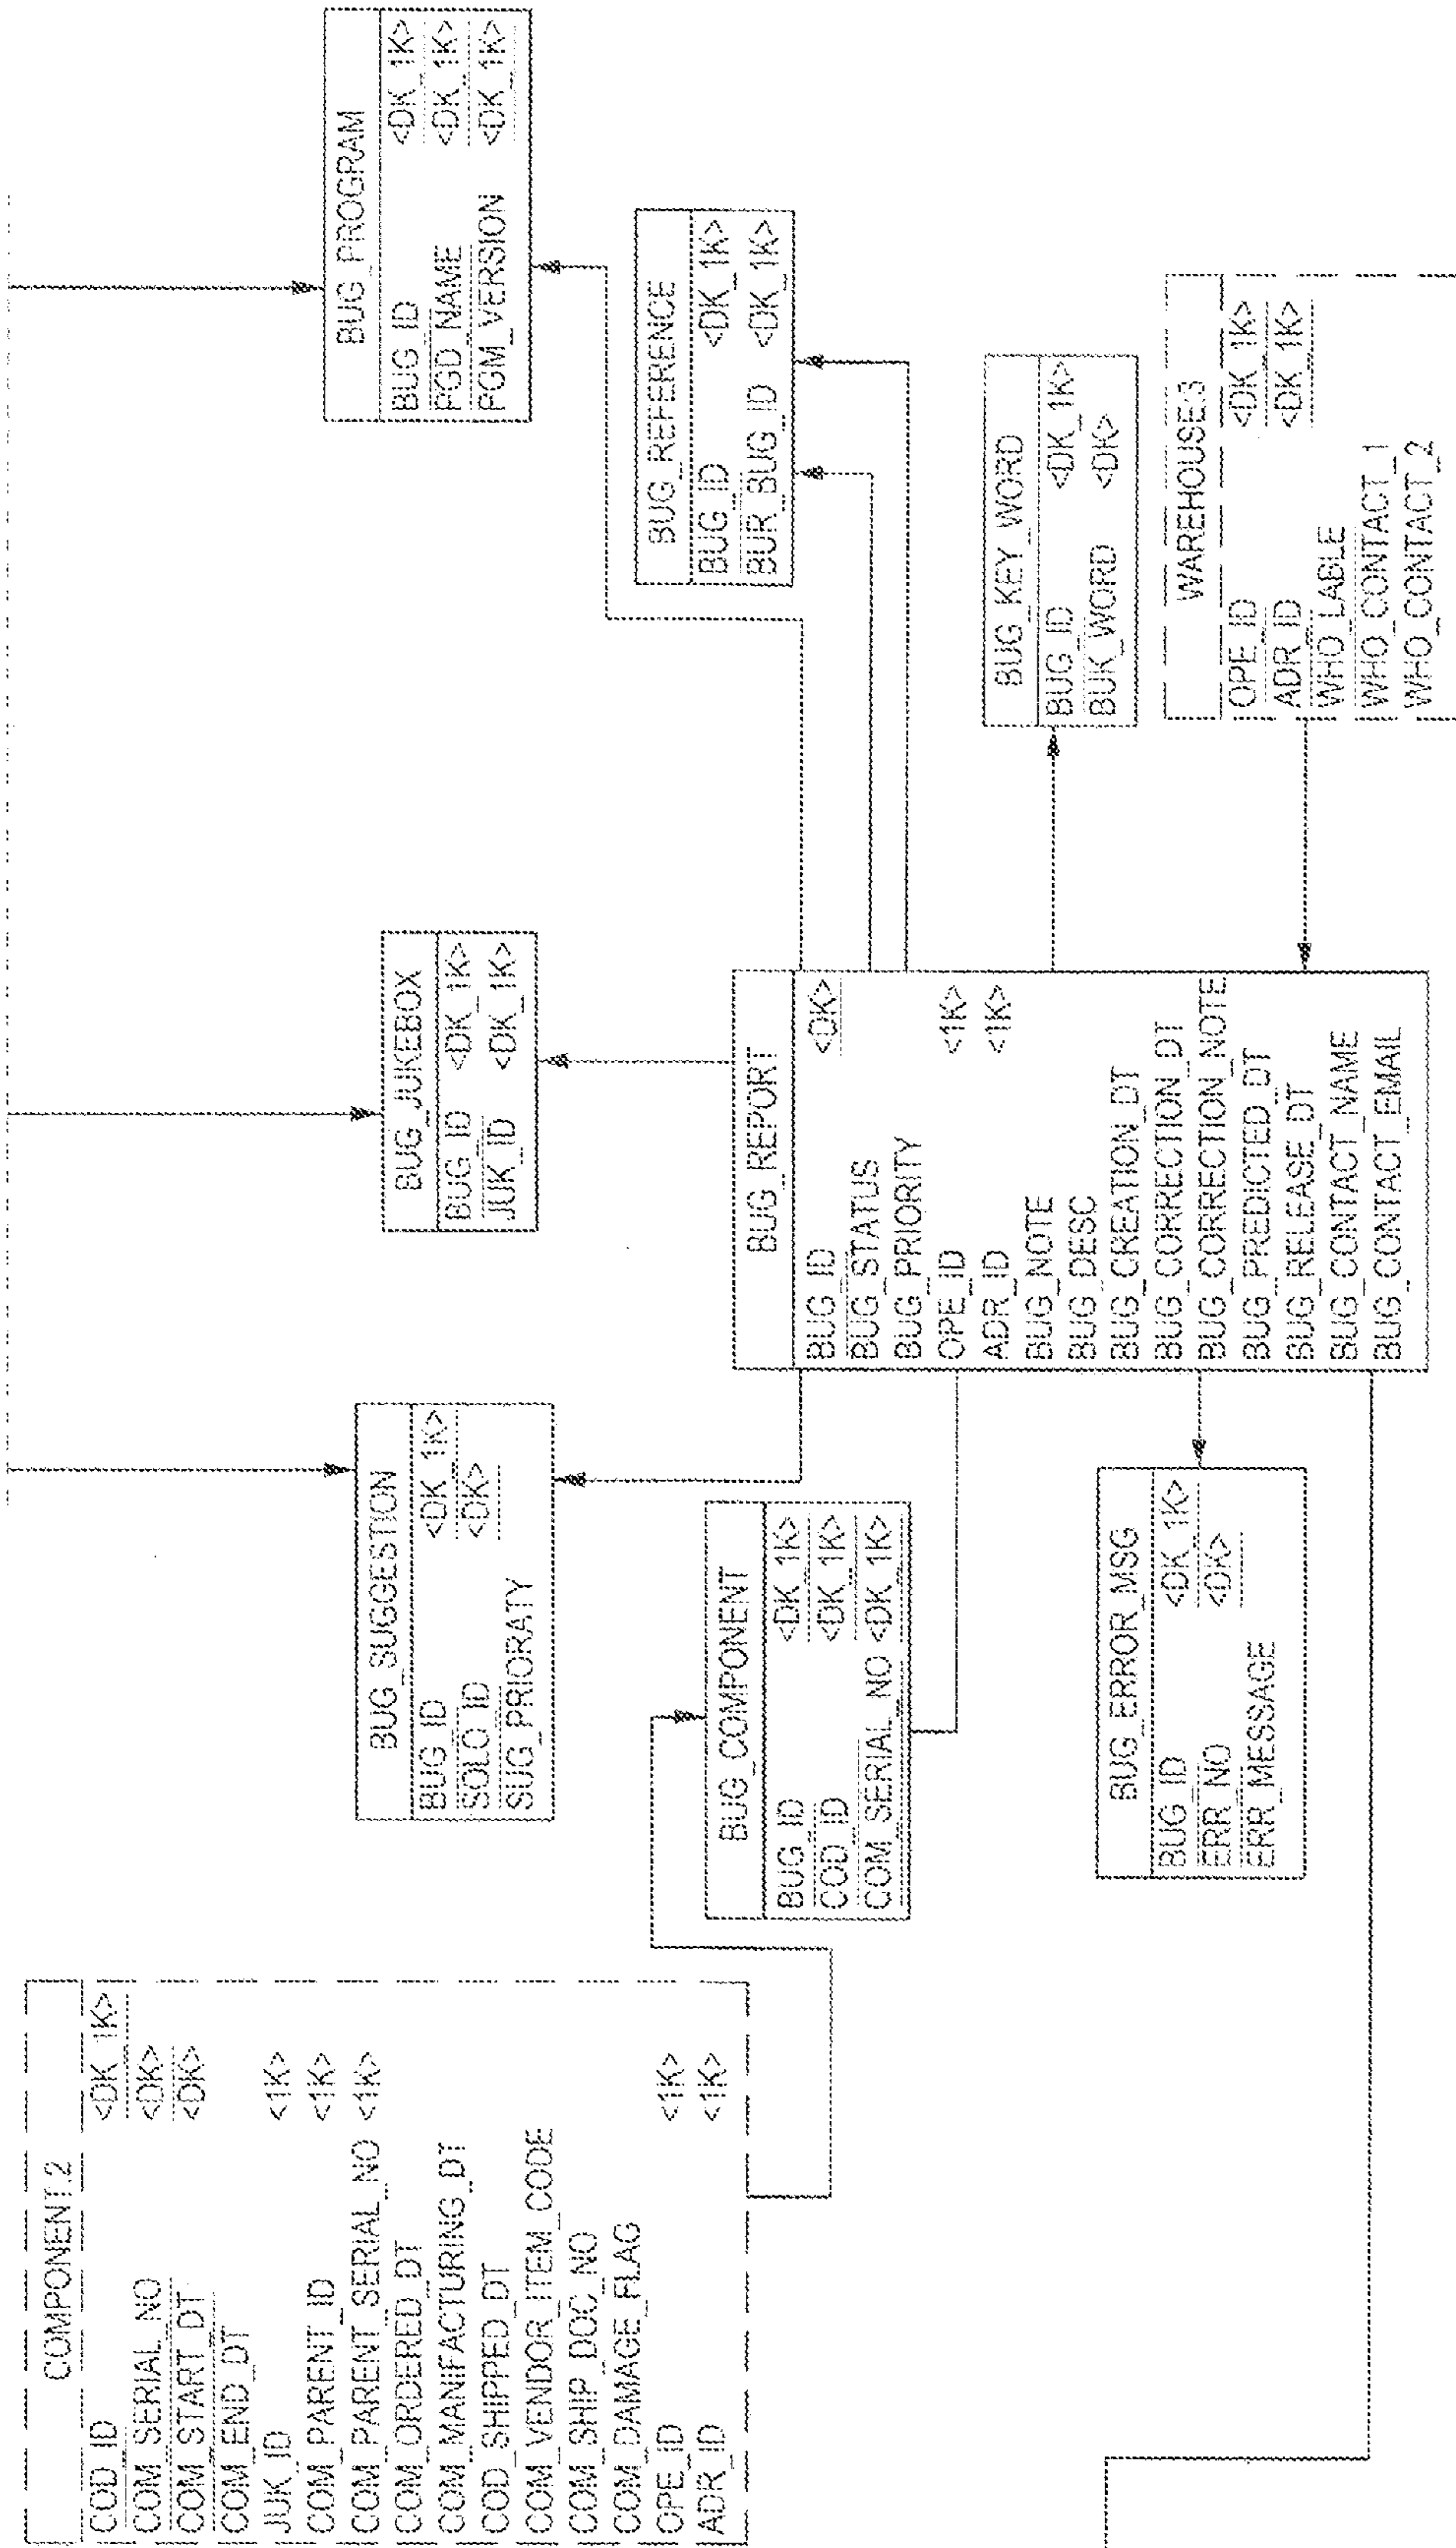 COMPONENT.2
COD_ID <DK_1K>
COM_SERIAL_NO <DK>
COM_START_DT <DK>
COM_END_DT
JUK_ID <1K>
COM_PARENT_ID <1K>
COM_PARENT_SERIAL_NO <1K>
COM_ORDERED_DT
COM_MANIFACTURING_DT
COD_SHIPPED_DT
COM_VENDOR_ITEM_CODE
COM_SHIP_DOC_NO
COM_DAMAGE_FLAG
OPE_ID <1K>
ADR_ID <1K>
BUG_SUGGESTION
BUG_ID <DK_1K>
SOLO_ID <DK>
SUG_PRIORATY
BUG_JUKEBOX
BUG_ID <DK_1K>
JUK_ID <DK_1K>
BUG_PROGRAM
BUG_ID <DK_1K>
PGD_NAME <DK_1K>
PGM_VERSION <DK_1K>
BUG_COMPONENT
BUG_ID <DK_1K>
COD_ID <DK_1K>
COM_SERIAL_NO <DK_1K>
BUG_REFERENCE
BUG_ID <DK_1K>
BUR_BUG_ID <DK_1K>
BUG_REPORT
BUG_ID <DK>
BUG_STATUS
BUG_PRIORITY
OPE_ID <1K>
ADR_ID <1K>
BUG_NOTE
BUG_DESC
BUG_CREATION_DT
BUG_CORRECTION_DT
BUG_CORRECTION_NOTE
BUG_PREDICTED_DT
BUG_RELEASE_DT
BUG_CONTACT_NAME
BUG_CONTACT_EMAIL
BUG_KEY_WORD
BUG_ID <DK_1K>
BUK_WORD <DK>
BUG_ERROR_MSG
BUG_ID <DK_1K>
ERR_NO <DK>
ERR_MESSAGE
WAREHOUSE.3
OPE_ID <DK_1K>
ADR_ID <DK_1K>
WHO_LABLE
WHO_CONTACT_1
WHO_CONTACT_2